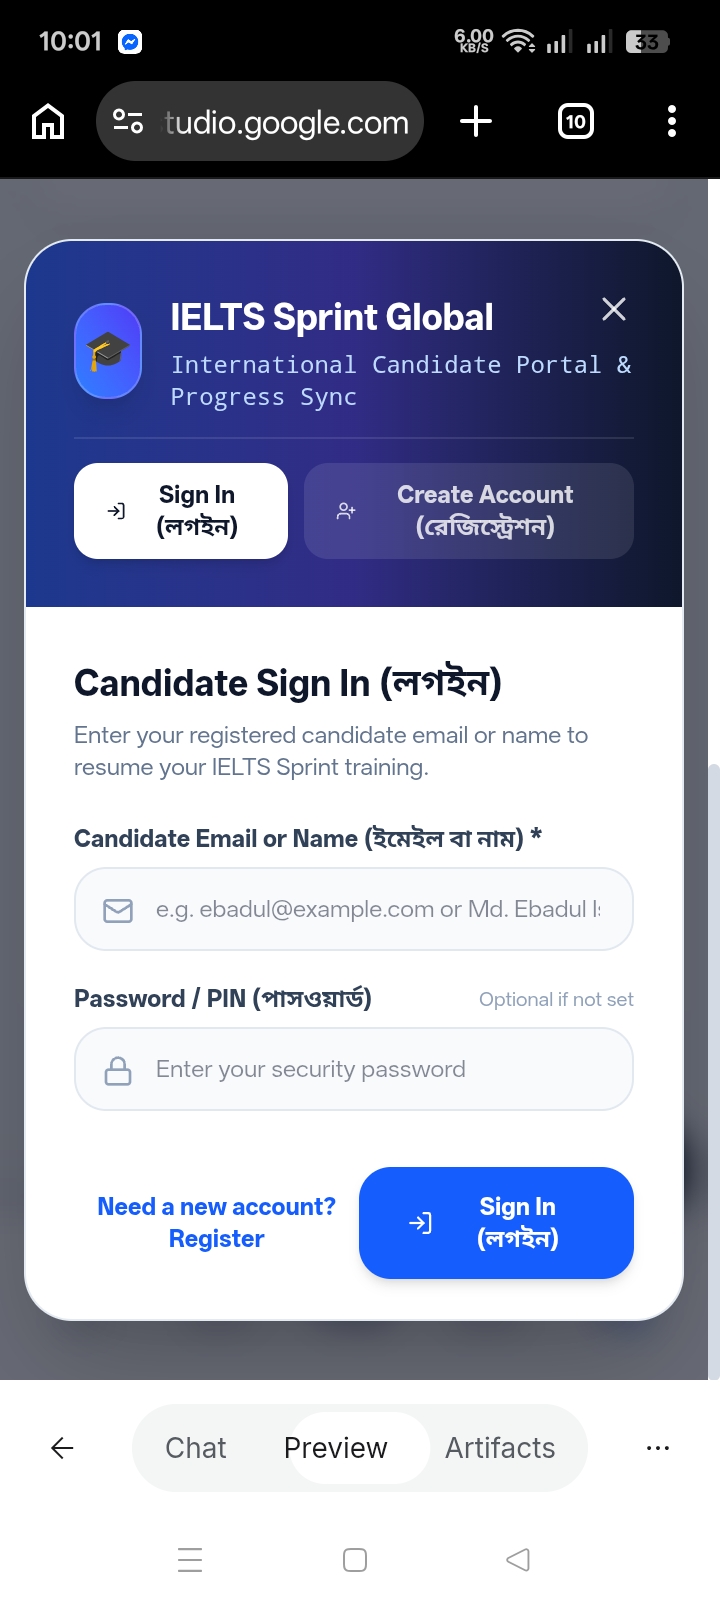 10:01
6.00
KB/S
33
tudio.google.com
10
IELTS Sprint Global
International Candidate Portal &
Progress Sync
Sign In
(লগইন)
Create Account
(রেজিস্ট্রেশন)
Candidate Sign In (লগইন)
Enter your registered candidate email or name to
resume your IELTS Sprint training.
Candidate Email or Name (ইমেইল বা নাম) *
e.g. ebadul@example.com or Md. Ebadul I
Password / PIN (পাসওয়ার্ড)
Optional if not set
Enter your security password
Need a new account?
Register
Sign In
(লগইন)
Chat
Preview
Artifacts